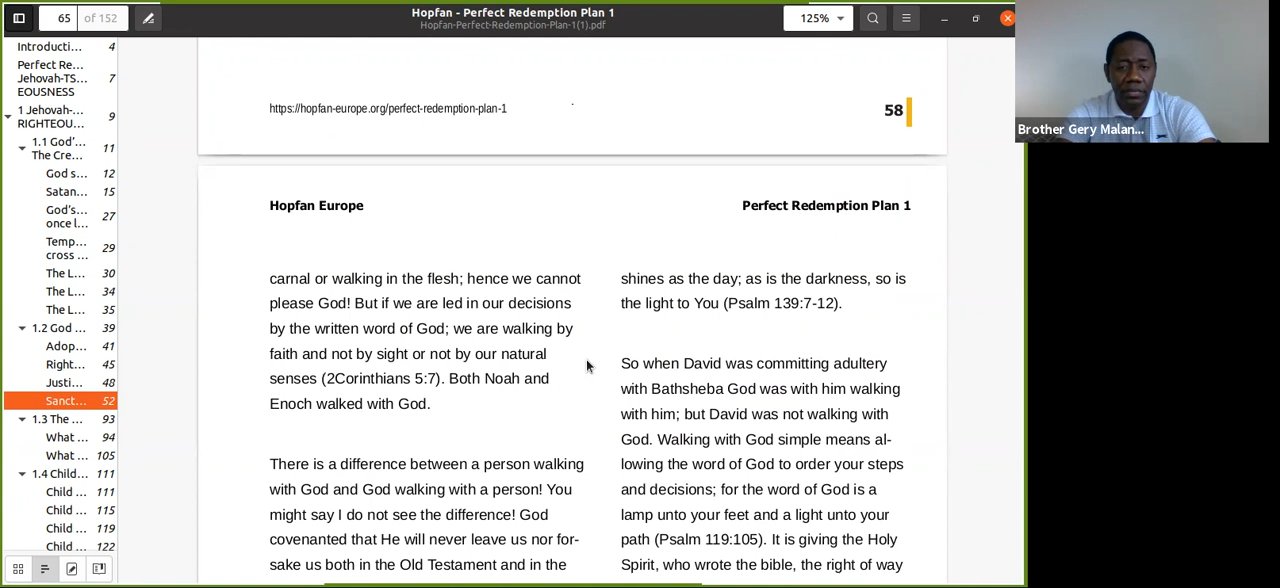 65
of 152
Hopfan - Perfect Redemption Plan 1
Hopfan-Perfect-Redemption-Plan-1(1).pdf
125%
Introducti... 4
Perfect Re...
Jehovah-TS... 7
EOUSNESS
1 Jehovah-
RIGHTEOU... 9
1.1 God'...
The Cre... 11
God s... 12
Satan... 15
God's...
once l... 27
Temp...
cross ... 29
The L... 30
The L... 34
The L... 35
1.2 God ... 39
Adop... 41
Right... 45
Justi... 48
Sanct... 52
1.3 The ... 93
What ... 94
What ... 105
1.4 Child... 111
Child ... 111
Child ... 115
Child ... 119
Child ... 122
https://hopfan-europe.org/perfect-redemption-plan-1
58
Hopfan Europe
Perfect Redemption Plan 1
carnal or walking in the flesh; hence we cannot
please God! But if we are led in our decisions
by the written word of God; we are walking by
faith and not by sight or not by our natural
senses (2Corinthians 5:7). Both Noah and
Enoch walked with God.
There is a difference between a person walking
with God and God walking with a person! You
might say I do not see the difference! God
covenanted that He will never leave us nor for-
sake us both in the Old Testament and in the
shines as the day; as is the darkness, so is
the light to You (Psalm 139:7-12).
So when David was committing adultery
with Bathsheba God was with him walking
with him; but David was not walking with
God. Walking with God simple means al-
lowing the word of God to order your steps
and decisions; for the word of God is a
lamp unto your feet and a light unto your
path (Psalm 119:105). It is giving the Holy
Spirit, who wrote the bible, the right of way
Brother Gery Malan...